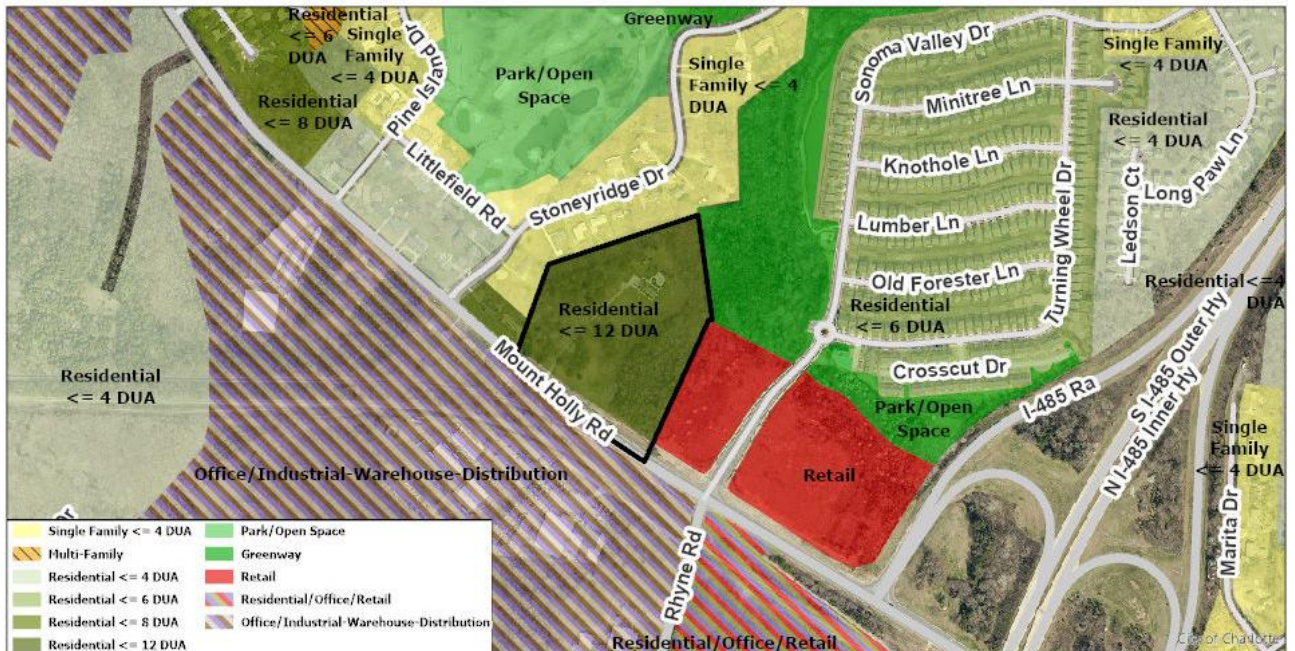 Residential
<= 6
DUA
Single
Family
<= 4 DUA
Pine Island Dr
Park/Open
Space
Greenway
Single
Family <= 4
DUA
Sonoma Valley Dr
Minitree Ln
Single Family
<= 4 DUA
Residential
<= 8 DUA
Littlefield Rd
Stoneyridge Dr
Knothole Ln
Turning Wheel Dr
Residential
<= 4 DUA
Ledson Ct
Long Paw Ln
Lumber Ln
Old Forester Ln
Residential <=4
DUA
Residential
<= 12 DUA
Residential
<= 6 DUA
Mount Holly Rd
Crosscut Dr
I-485 Ra
S I-485 Outer Hy
N I-485 Inner Hy
Residential
<= 4 DUA
Park/Open
Space
Single
Family
<= 4 DUA
Office/Industrial-Warehouse-Distribution
Retail
Rhyne Rd
Marita Dr
Residential/Office/Retail
Single Family <= 4 DUA
Multi-Family
Residential <= 4 DUA
Residential <= 6 DUA
Residential <= 8 DUA
Residential <= 12 DUA
Park/Open Space
Greenway
Retail
Residential/Office/Retail
Office/Industrial-Warehouse-Distribution
City of Charlotte